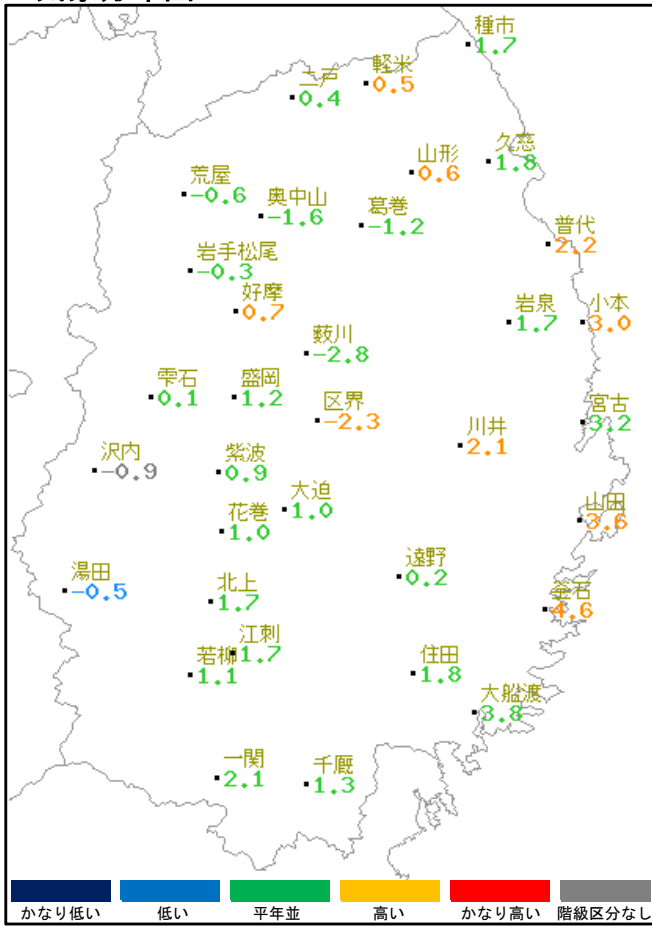 種市
1.7
軽米
0.5
二戸
0.4
久慈
1.8
山形
0.6
荒屋
-0.6
奥中山
-1.6
葛巻
-1.2
普代
2.2
岩手松尾
-0.3
好摩
0.7
岩泉
1.7
小本
3.0
薮川
-2.8
雫石
0.1
盛岡
1.2
区界
-2.3
宮古
3.2
川井
2.1
沢内
-0.9
紫波
0.9
大迫
1.0
山田
3.6
花巻
1.0
湯田
-0.5
遠野
0.2
北上
1.7
釜石
4.6
江刺
1.7
若柳
1.1
住田
1.8
大船渡
3.8
一関
2.1
千厩
1.3
かなり低い 低い 平年並 高い かなり高い 階級区分なし